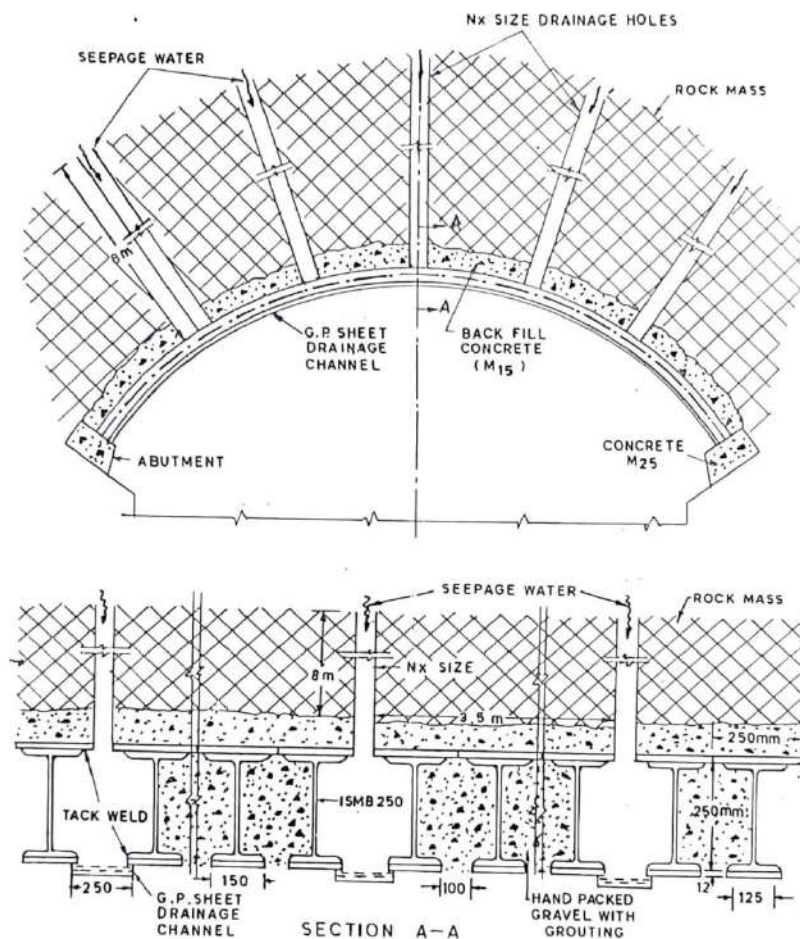 Nx SIZE DRAINAGE HOLES
SEEPAGE WATER
ROCK MASS
8m
A
A
G.P. SHEET
DRAINAGE
CHANNEL
BACK FILL
CONCRETE
(M15)
ABUTMENT
CONCRETE
M25
SEEPAGE WATER
ROCK MASS
8m
Nx SIZE
3.5 m
250mm
TACK WELD
ISMB 250
250mm
250
150
100
12
125
G.P. SHEET
DRAINAGE
CHANNEL
HAND PACKED
GRAVEL WITH
GROUTING
SECTION A-A